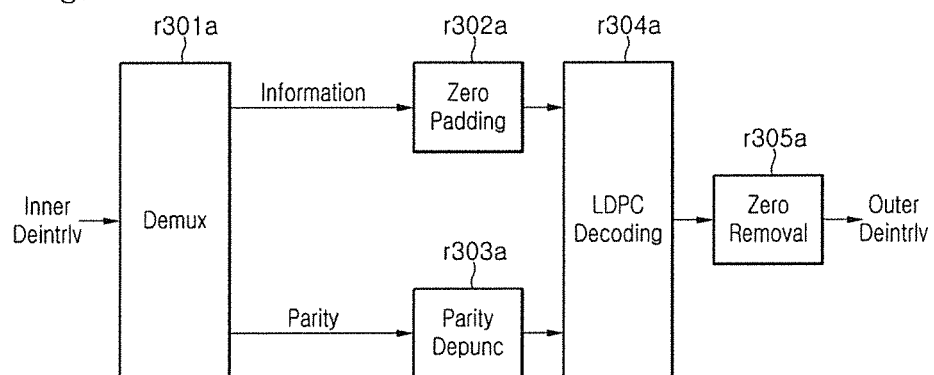 r301a
r302a
r304a
Information
Zero
Padding
r305a
Inner
Deintrlv
Demux
LDPC
Decoding
Zero
Removal
Outer
Deintrlv
r303a
Parity
Parity
Depunc